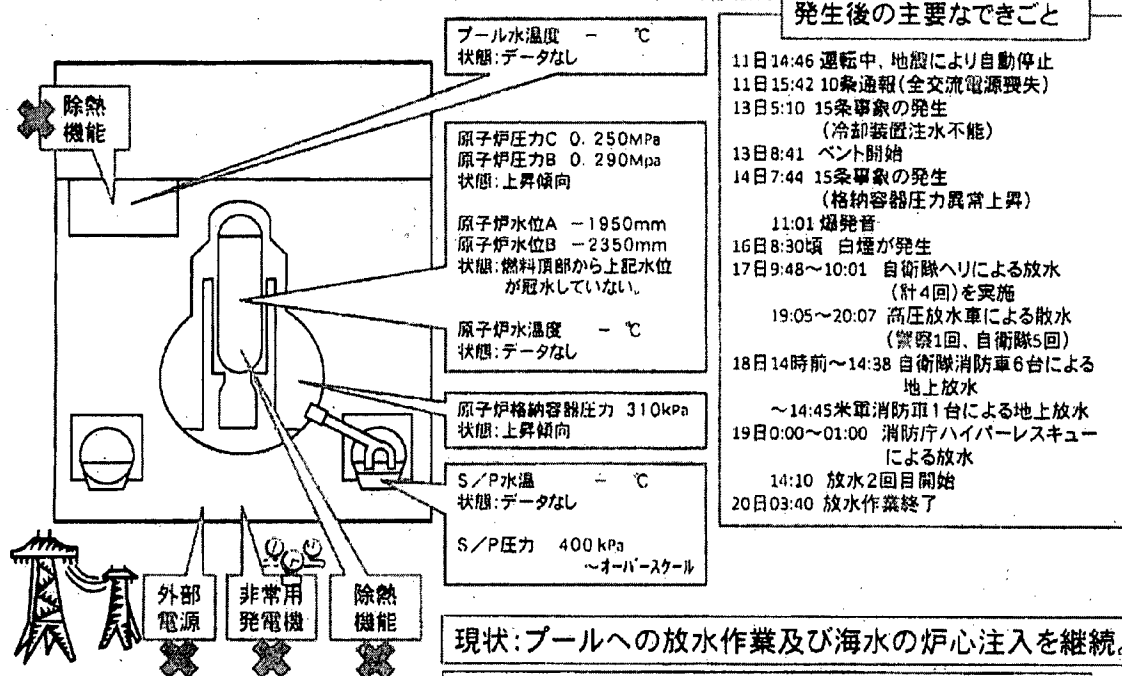 プール水温度 － ℃
状態:データなし
除熱
機能
原子炉圧力C 0. 250MPa
原子炉圧力B 0. 290Mpa
状態:上昇傾向
原子炉水位A －1950mm
原子炉水位B －2350mm
状態:燃料頂部から上記水位
が冠水していない。
原子炉水温度 － ℃
状態:データなし
原子炉格納容器圧力 310kPa
状態:上昇傾向
S／P水温 － ℃
状態:データなし
S／P圧力 400kPa
～オーバースケール
外部
電源
非常用
発電機
除熱
機能
発生後の主要なできごと
11日14:46 運転中、地震により自動停止
11日15:42 10条通報(全交流電源喪失)
13日5:10 15条事象の発生
(冷却装置注水不能)
13日8:41 ベント開始
14日7:44 15条事象の発生
(格納容器圧力異常上昇)
11:01 爆発音
16日8:30頃 白煙が発生
17日9:48～10:01 自衛隊ヘリによる放水
(計4回)を実施
19:05～20:07 高圧放水車による散水
(警察1回、自衛隊5回)
18日14時前～14:38 自衛隊消防車6台による
地上放水
～14:45米軍消防車1台による地上放水
19日0:00～01:00 消防庁ハイパーレスキュー
による放水
14:10 放水2回目開始
20日03:40 放水作業終了
現状:プールへの放水作業及び海水の炉心注入を継続。